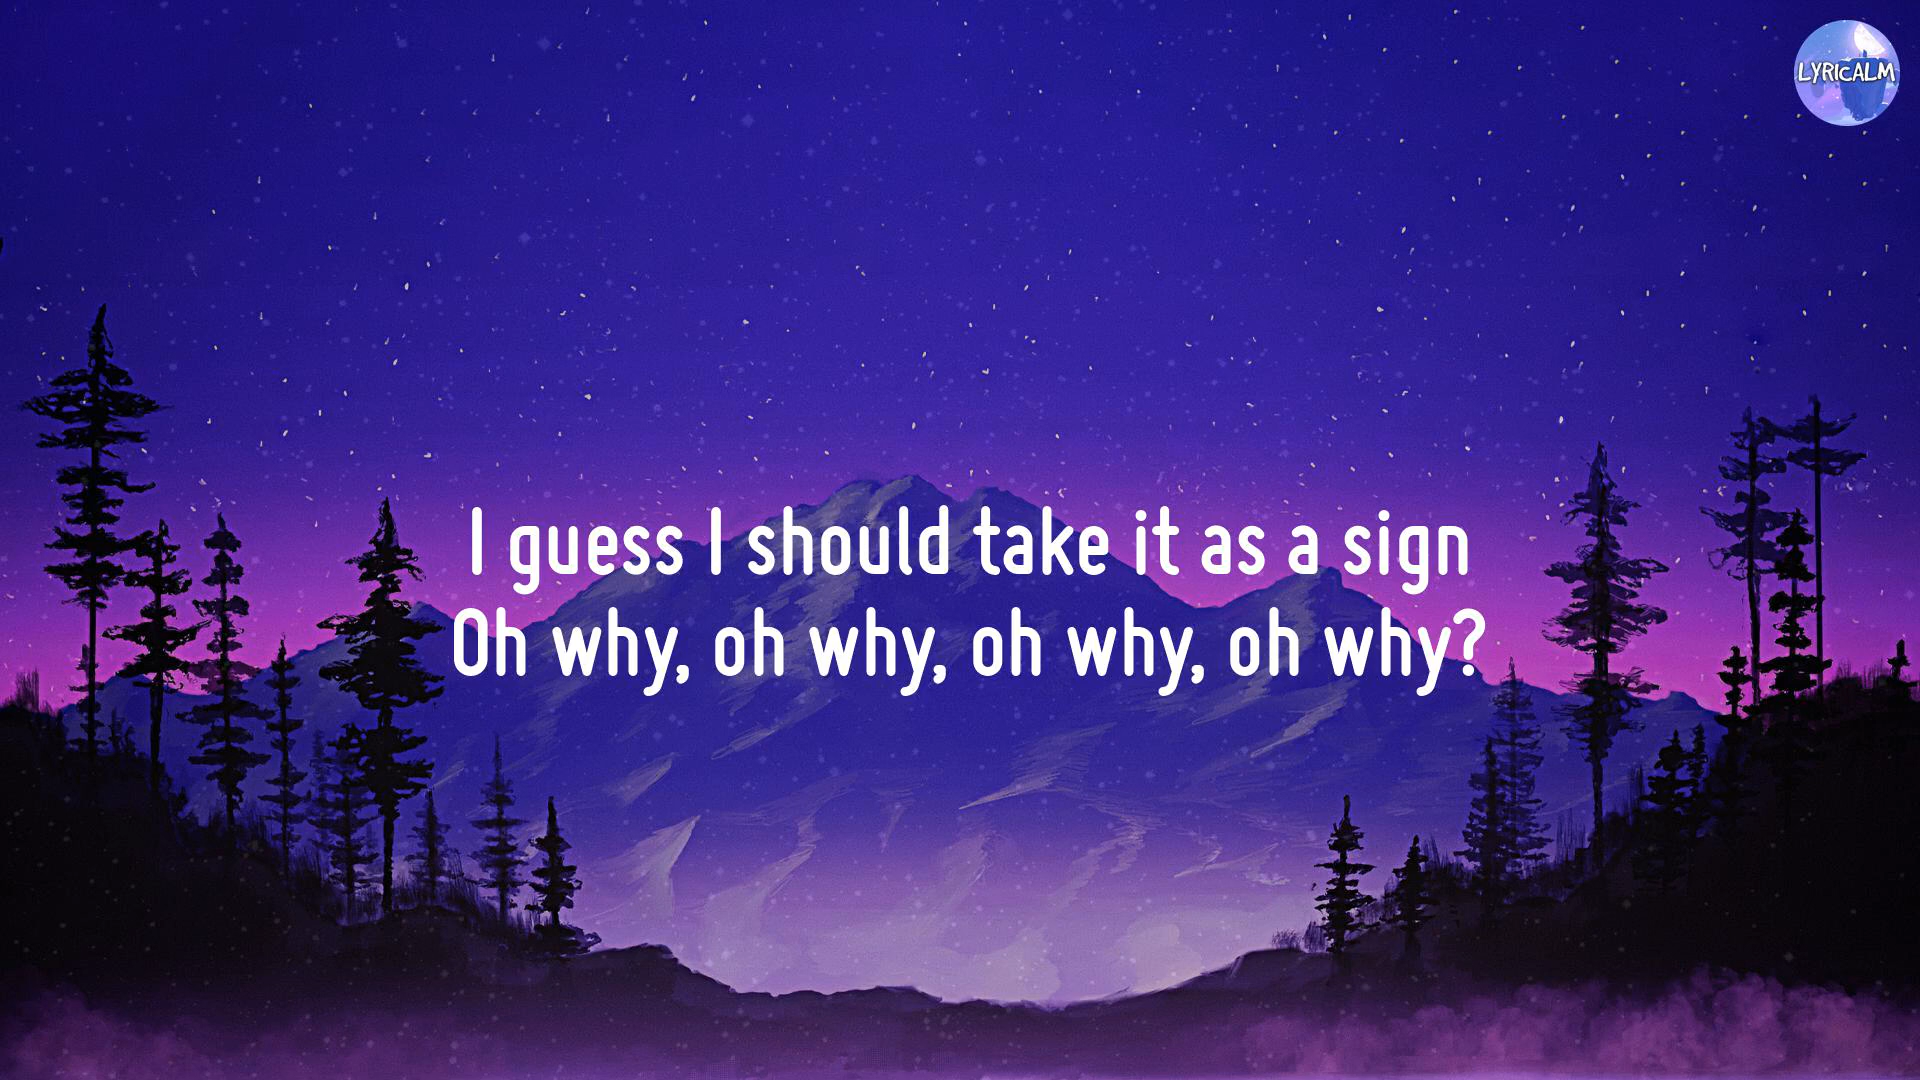 LYRICALM
I guess I should take it as a sign
Oh why, oh why, oh why, oh why?